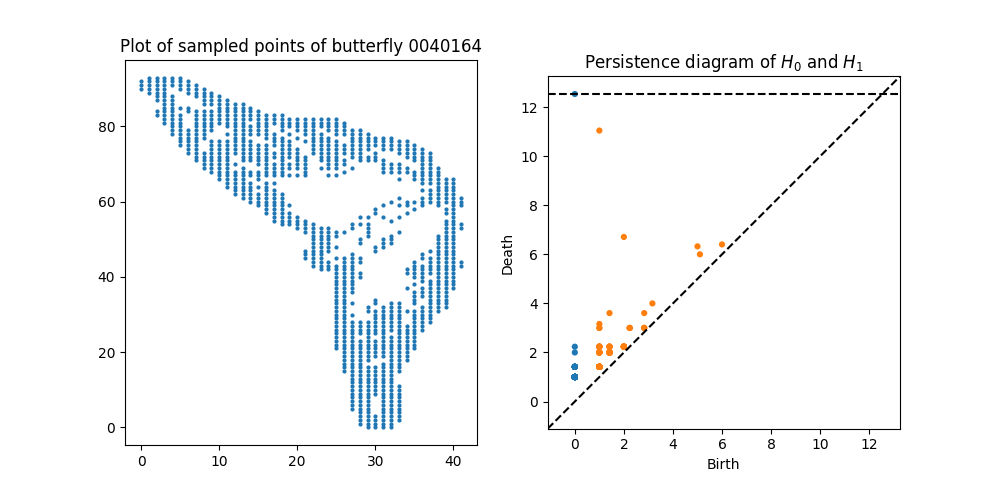 Plot of sampled points of butterfly 0040164
80
60
40
20
0
0 10 20 30 40
Persistence diagram of $H_0$ and $H_1$
Death
12
10
8
6
4
2
0
0 2 4 6 8 10 12
Birth